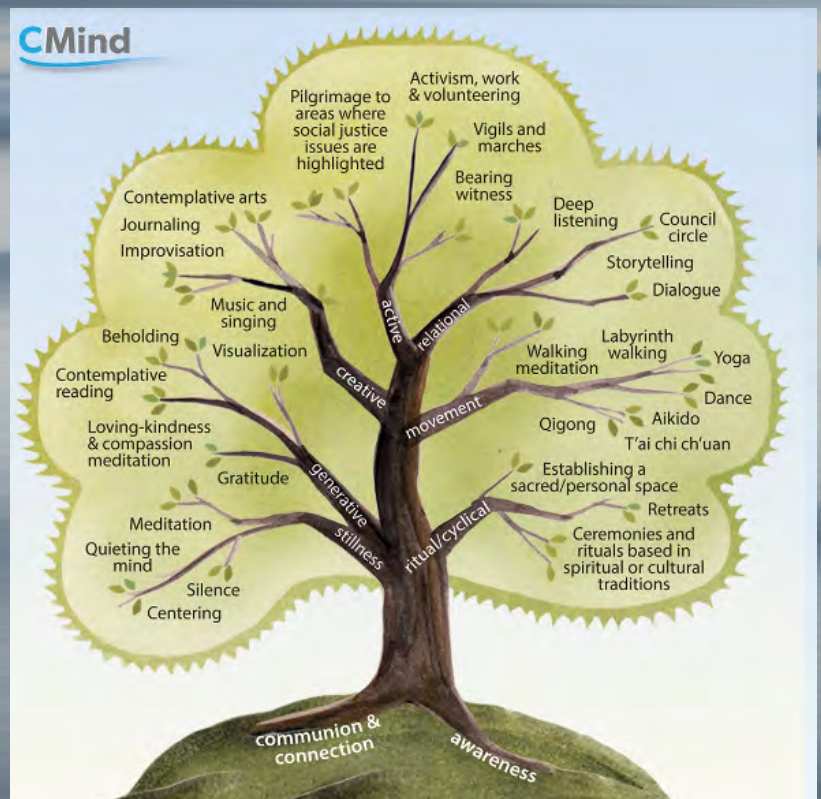 CMind
Activism, work
& volunteering
Pilgrimage to
areas where
social justice
issues are
highlighted
Vigils and
marches
Bearing
witness
Deep
listening
Council
circle
Storytelling
Dialogue
Contemplative arts
Journaling
Improvisation
Music and
singing
active
relational
Beholding
Visualization
Contemplative
reading
creative
Walking
meditation
Labyrinth
walking
Yoga
Dance
movement
Qigong
Aikido
T'ai chi ch'uan
Loving-kindness
& compassion
meditation
Gratitude
generative
Establishing a
sacred/personal space
Retreats
Meditation
stillness
ritual/cyclical
Ceremonies and
rituals based in
spiritual or cultural
traditions
Quieting the
mind
Silence
Centering
communion &
connection
awareness